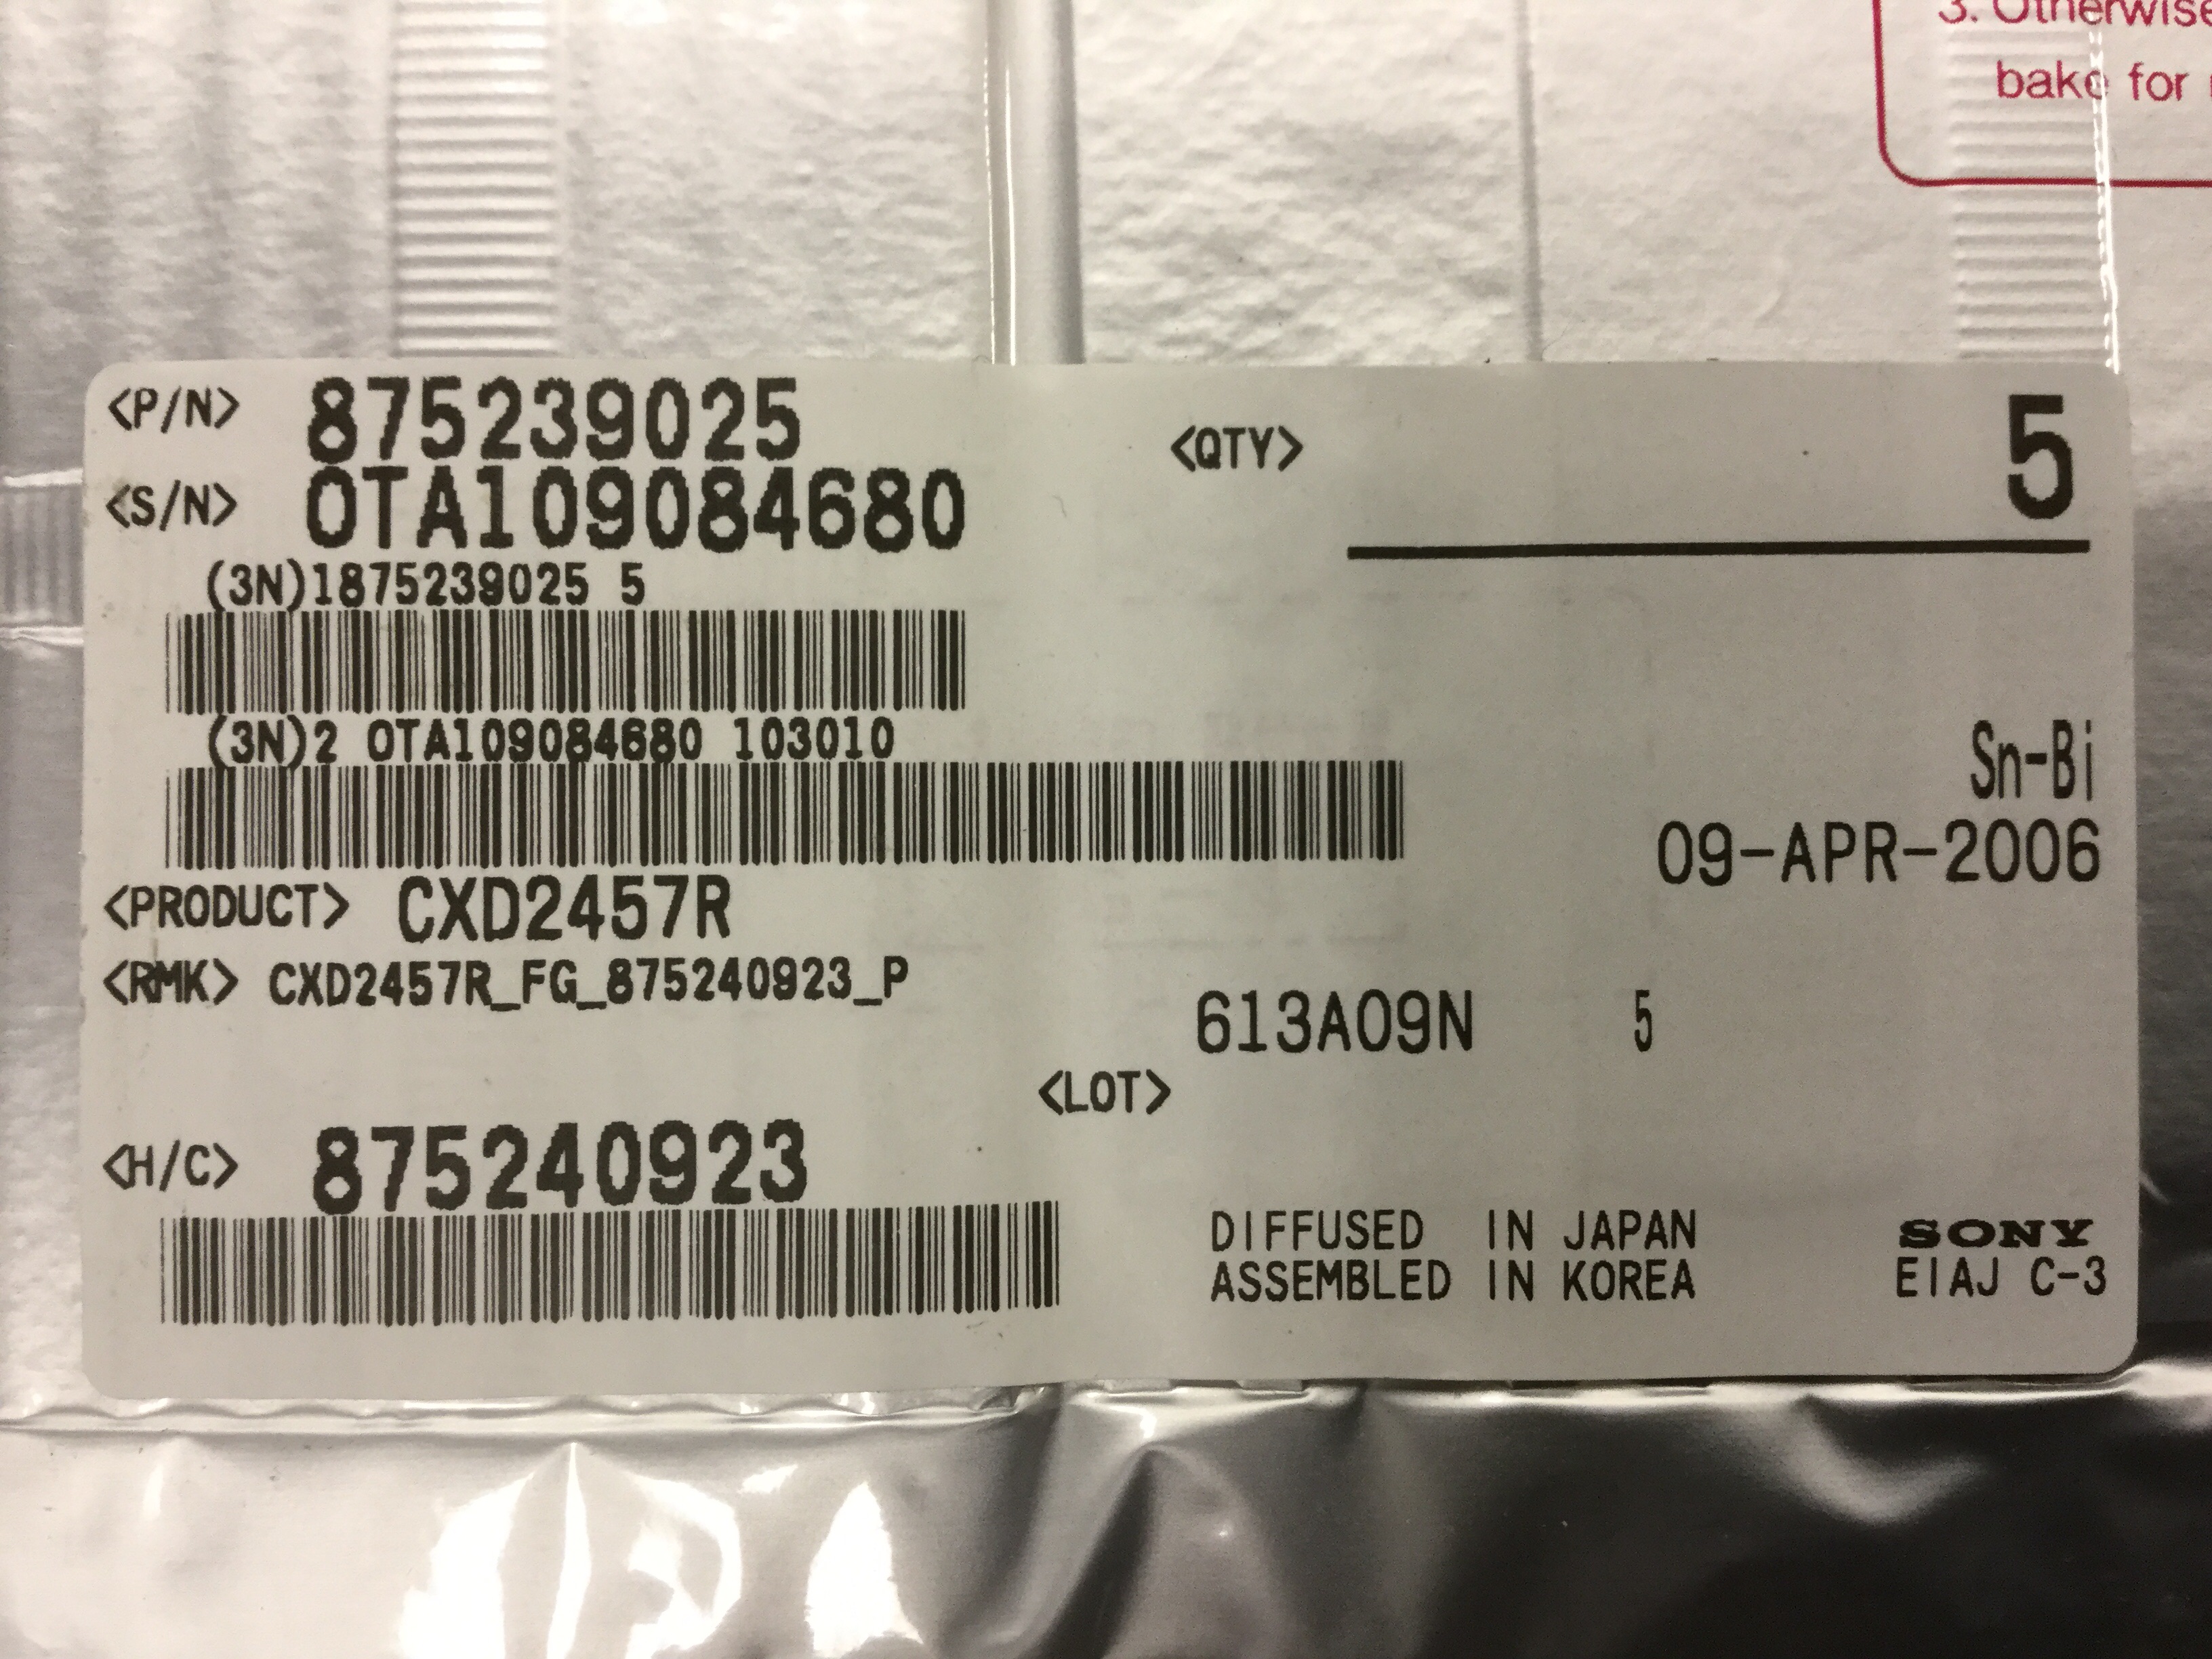 3. Otherwise
bake for
<P/N> 875239025
<QTY> 5
<S/N> OTA109084680
(3N)1875239025 5
(3N)2 OTA109084680 103010
Sn-Bi
09-APR-2006
<PRODUCT> CXD2457R
<RMK> CXD2457R_FG_875240923_P
613A09N 5
<LOT>
<H/C> 875240923
DIFFUSED IN JAPAN
ASSEMBLED IN KOREA
SONY
EIAJ C-3